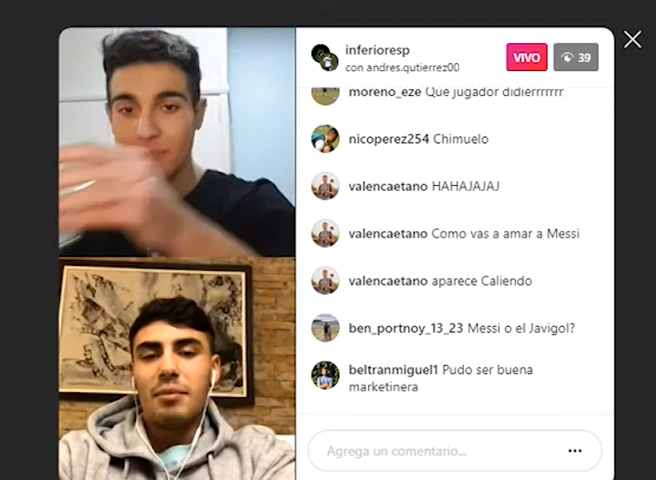 inferioresp
con andres.gutierrez00
VIVO
39
moreno_eze Que jugador didierrrrrrr
nicoperez254 Chimuelo
valencaetano HAHAJAJAJ
valencaetano Como vas a amar a Messi
valencaetano aparece Caliendo
ben_portnoy_13_23 Messi o el Javigol?
beltranmiguel1 Pudo ser buena
marketinera
Agrega un comentario...